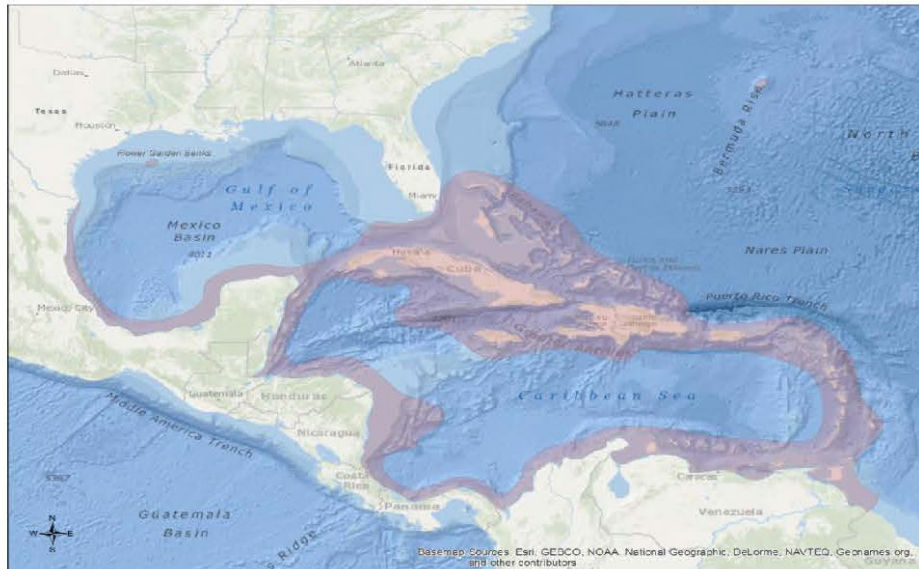 Dallas
Atlanta
Texas
Houston
Flower Garden Banks
Florida
Miami
Gulf of
Mexico
Mexico
Basin
Hatteras
Plain
Bermuda Rise
North
Nares Plain
Puerto Rico Trench
Havana
Cuba
Mexico City
Guatemala
Honduras
Nicaragua
Costa
Rica
Panama
Caribbean Sea
Caracas
Venezuela
Guyana
Middle America Trench
Guatemala
Basin
s Ridge
N
W
E
S
Basemap Sources: Esri, GEBCO, NOAA, National Geographic, DeLorme, NAVTEQ, Geonames.org,
and other contributors